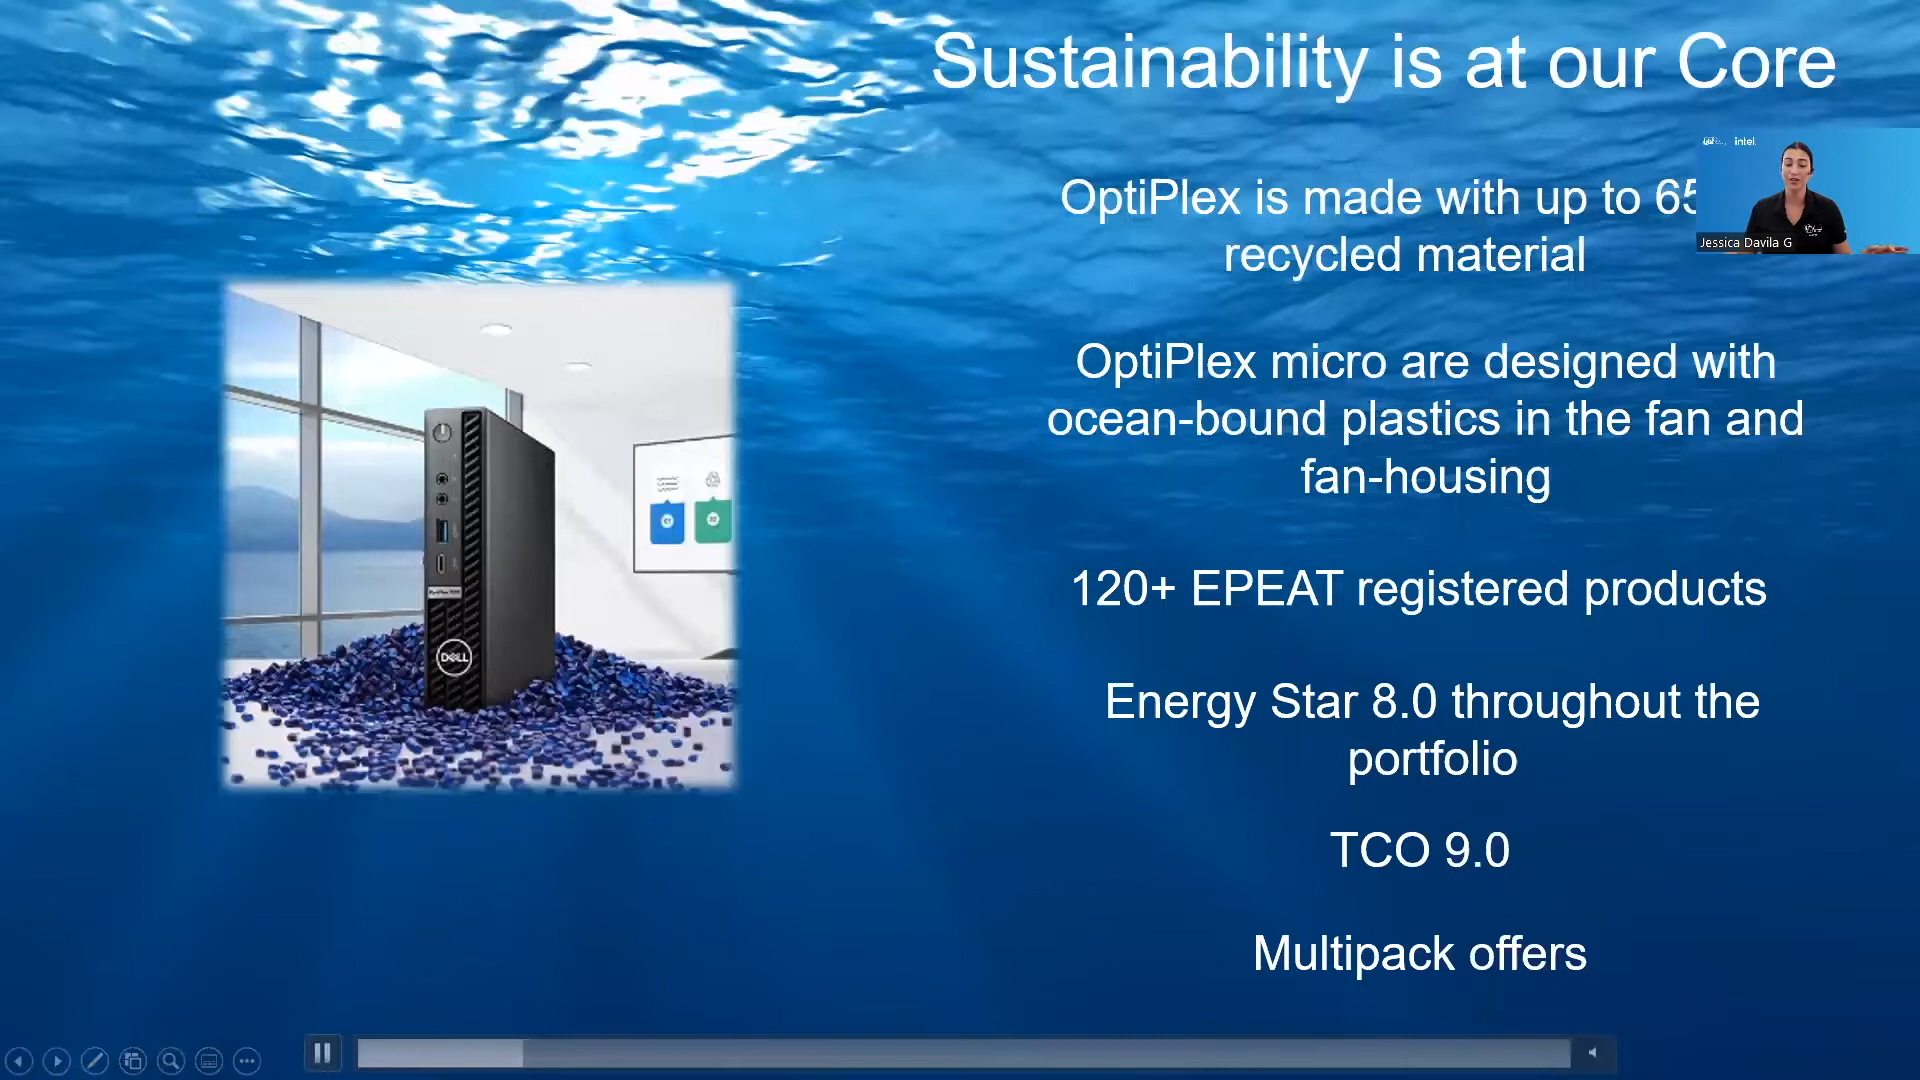 Sustainability is at our Core
intel.
OptiPlex is made with up to 65
recycled material
Jessica Davila G
OptiPlex micro are designed with
ocean-bound plastics in the fan and
fan-housing
120+ EPEAT registered products
Energy Star 8.0 throughout the
portfolio
TCO 9.0
Multipack offers
DELL